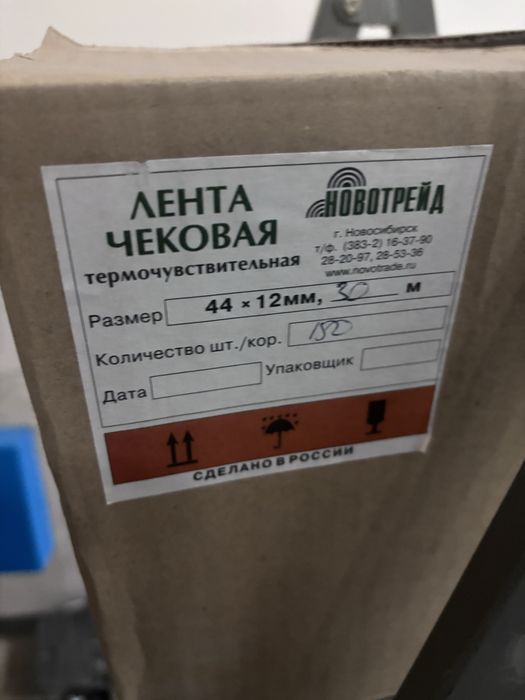 ЛЕНТА
ЧЕКОВАЯ
термочувствительная
НОВОТРЕЙД
г. Новосибирск
т/ф. (383-2) 16-37-90
28-20-97, 28-53-36
www.novotrade.ru
Размер 44 × 12мм, 30 м
Количество шт./кор. 150
Дата Упаковщик
СДЕЛАНО В РОССИИ